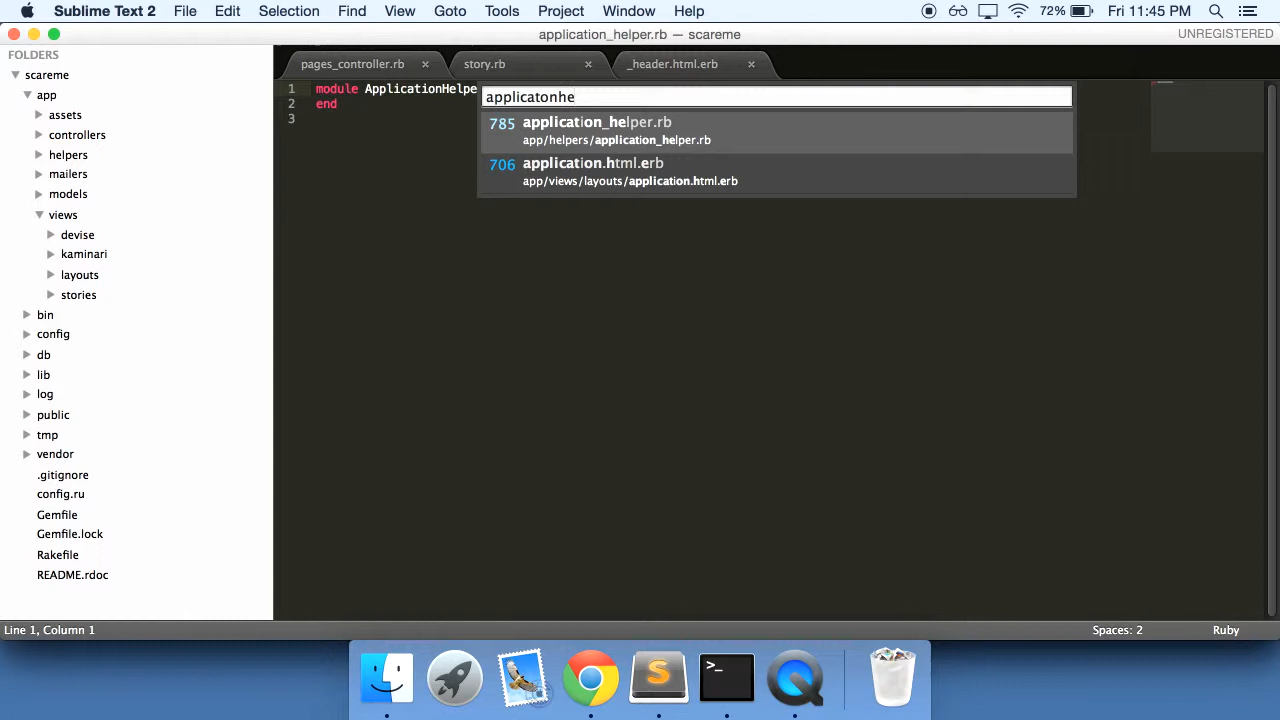 Sublime Text 2 File Edit Selection Find View Goto Tools Project Window Help 72% Fri 11:45 PM
application_helper.rb — scareme UNREGISTERED
FOLDERS
scareme
app
assets
controllers
helpers
mailers
models
views
devise
kaminari
layouts
stories
bin
config
db
lib
log
public
tmp
vendor
.gitignore
config.ru
Gemfile
Gemfile.lock
Rakefile
README.rdoc
pages_controller.rb × story.rb × _header.html.erb ×
1 module ApplicationHelpe
2 end
3
applicatonhe
785 application_helper.rb
app/helpers/application_helper.rb
706 application.html.erb
app/views/layouts/application.html.erb
Line 1, Column 1 Spaces: 2 Ruby